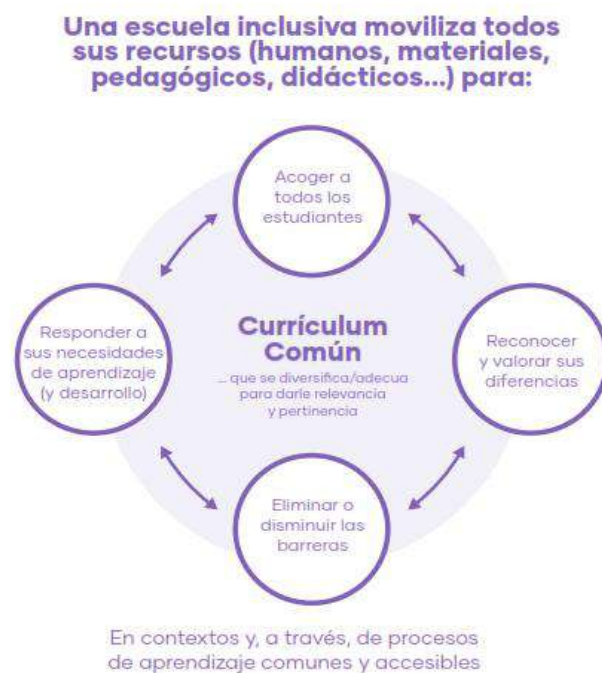 Una escuela inclusiva moviliza todos
sus recursos (humanos, materiales,
pedagógicos, didácticos...) para:
Acoger a
todos los
estudiantes
Responder a
sus necesidades
de aprendizaje
(y desarrollo)
Currículum
Común
... que se diversifica/adecua
para darle relevancia
y pertinencia
Reconocer
y valorar sus
diferencias
Eliminar o
disminuir las
barreras
En contextos y, a través, de procesos
de aprendizaje comunes y accesibles